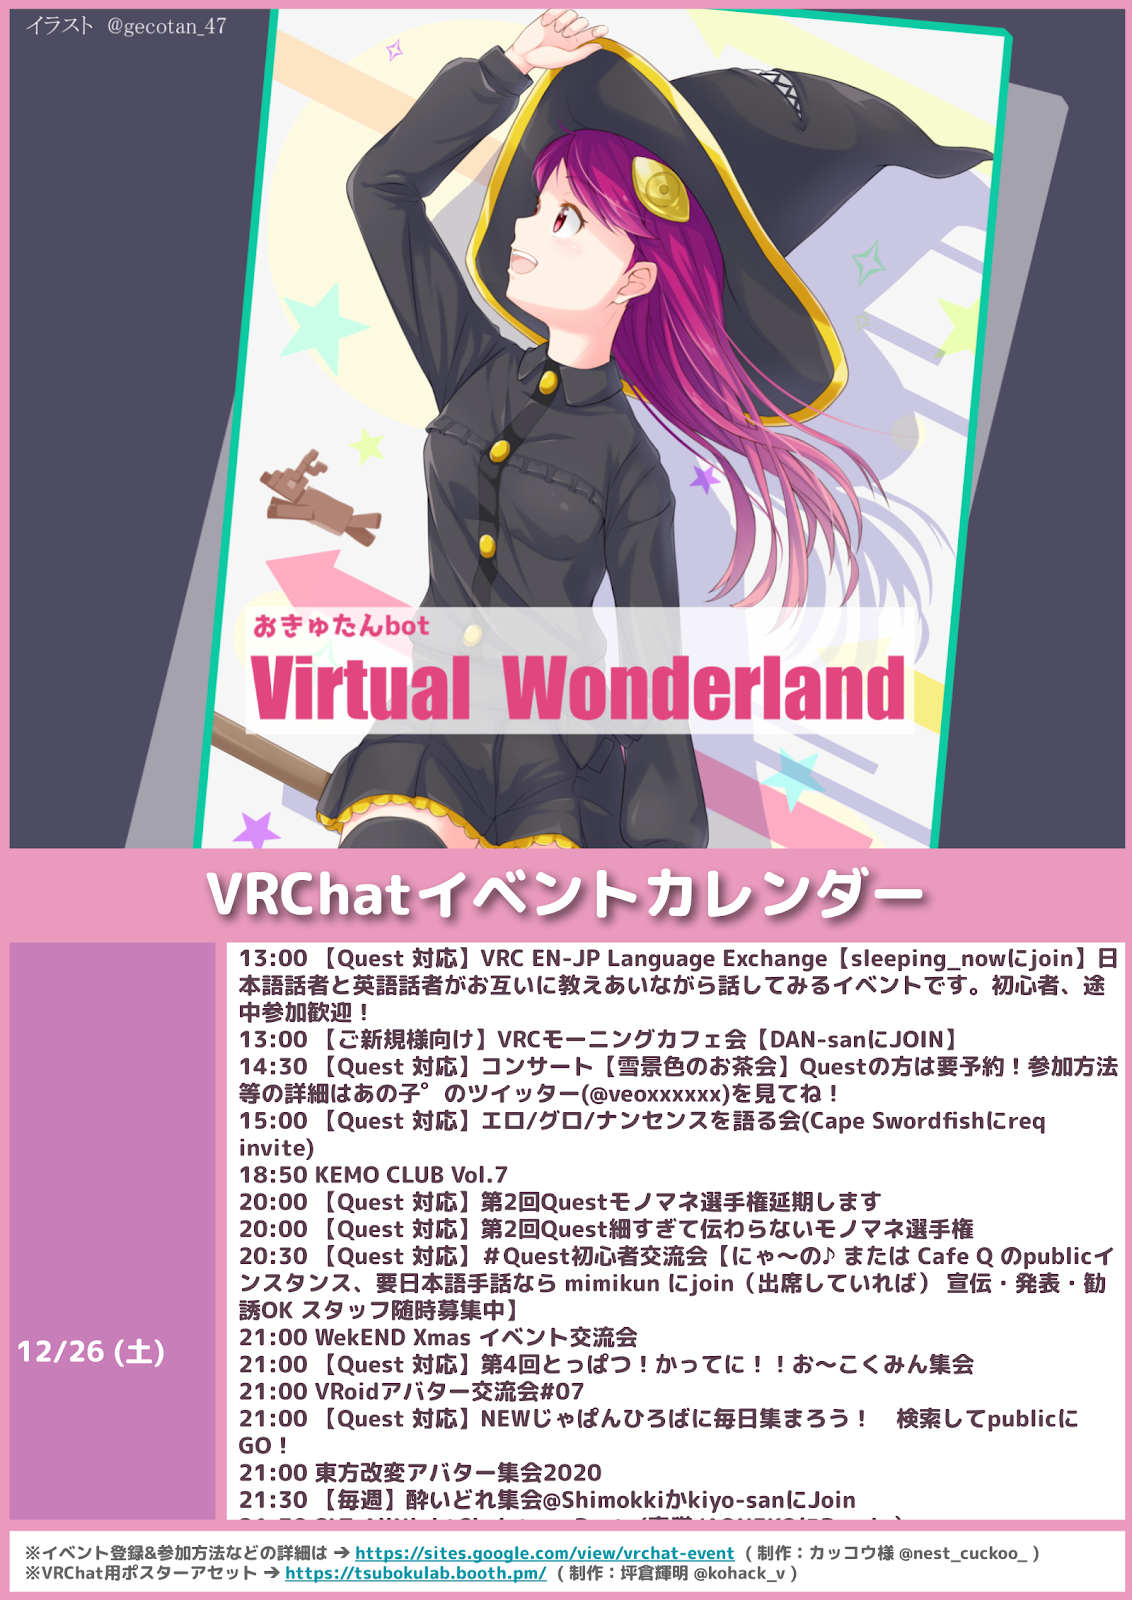 イラスト @gecotan_47
おきゅたんbot
Virtual Wonderland
VRChatイベントカレンダー
12/26 (土)
13:00 【Quest 対応】VRC EN-JP Language Exchange【sleeping_nowにjoin】日
本語話者と英語話者がお互いに教えあいながら話してみるイベントです。初心者、途
中参加歓迎！
13:00 【ご新規様向け】VRCモーニングカフェ会【DAN-sanにJOIN】
14:30 【Quest 対応】コンサート【雪景色のお茶会】Questの方は要予約！参加方法
等の詳細はあの子゜のツイッター(@veoxxxxxx)を見てね！
15:00 【Quest 対応】エロ/グロ/ナンセンスを語る会(Cape Swordfishにreq
invite)
18:50 KEMO CLUB Vol.7
20:00 【Quest 対応】第2回Questモノマネ選手権延期します
20:00 【Quest 対応】第2回Quest細すぎて伝わらないモノマネ選手権
20:30 【Quest 対応】＃Quest初心者交流会【にゃ～の♪ または Cafe Q のpublicイ
ンスタンス、要日本語手話なら mimikun にjoin（出席していれば） 宣伝・発表・勧
誘OK スタッフ随時募集中】
21:00 WekEND Xmas イベント交流会
21:00 【Quest 対応】第4回とっぱつ！かってに！！お～こくみん集会
21:00 VRoidアバター交流会#07
21:00 【Quest 対応】NEWじゃぱんひろばに毎日集まろう！　検索してpublicに
GO！
21:00 東方改変アバター集会2020
21:30 【毎週】酔いどれ集会@Shimokkiかkiyo-sanにJoin
※イベント登録&参加方法などの詳細は ➔ https://sites.google.com/view/vrchat-event ( 制作：カッコウ様 @nest_cuckoo_ )
※VRChat用ポスターアセット ➔ https://tsubokulab.booth.pm/ ( 制作：坪倉輝明 @kohack_v )